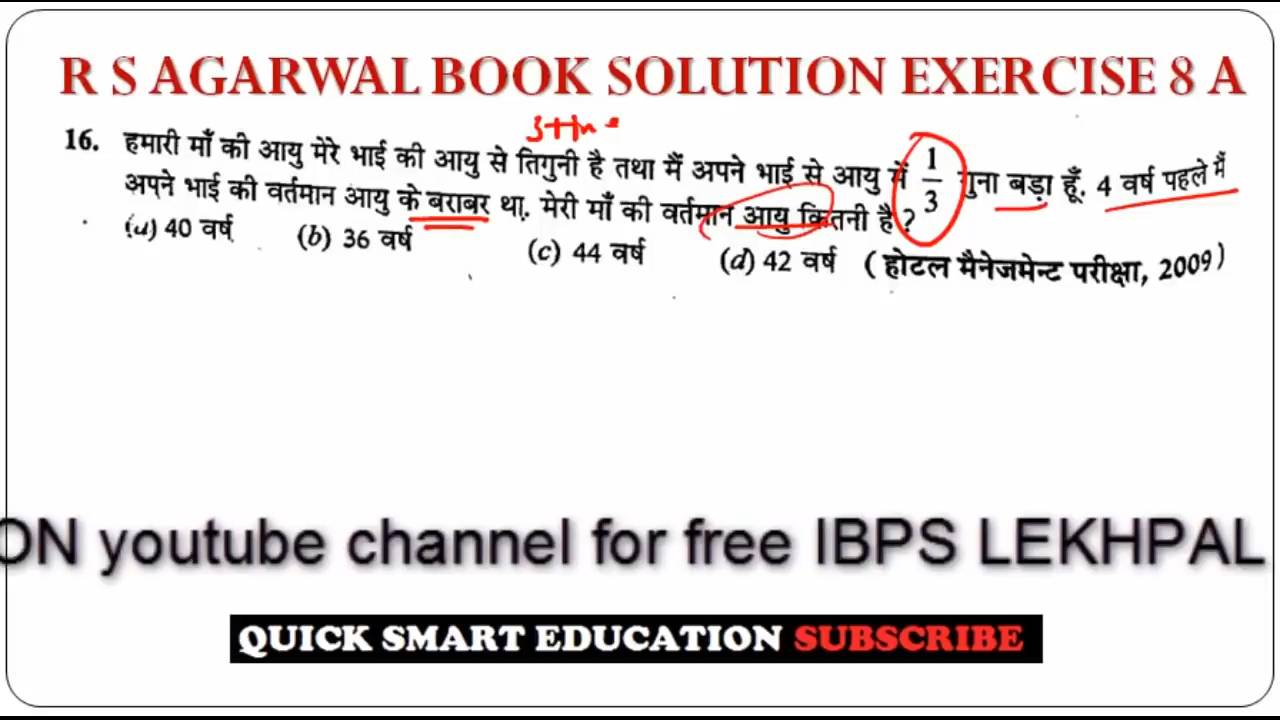 R S AGARWAL BOOK SOLUTION EXERCISE 8 A
3 tim
16. हमारी माँ की आयु मेरे भाई की आयु से तिगुनी है तथा मैं अपने भाई से आयु में 1/3 गुना बड़ा हूँ. 4 वर्ष पहले मैं
अपने भाई की वर्तमान आयु के बराबर था. मेरी माँ की वर्तमान आयु कितनी है ?
(a) 40 वर्ष (b) 36 वर्ष (c) 44 वर्ष (d) 42 वर्ष (होटल मैनेजमेन्ट परीक्षा, 2009)
ON youtube channel for free IBPS LEKHPAL
QUICK SMART EDUCATION SUBSCRIBE